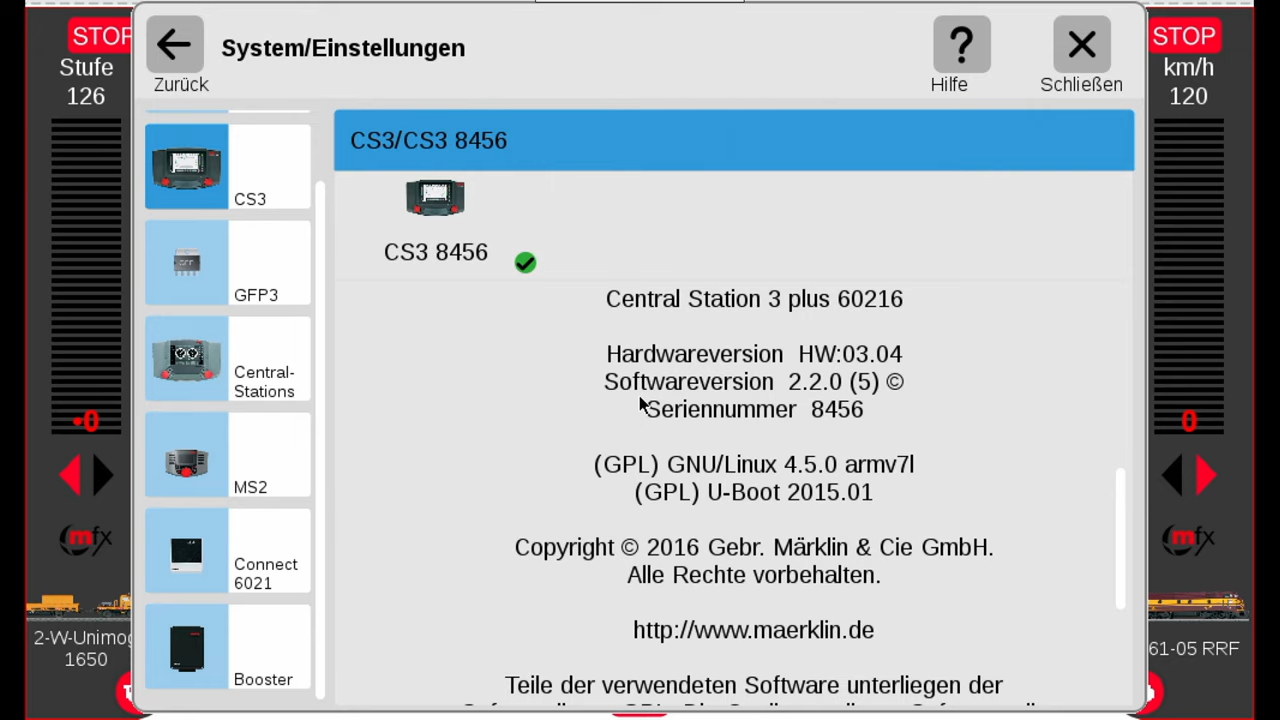 STOP
Stufe
126
0
mfx
2-W-Unimog
1650
Zurück
System/Einstellungen
Hilfe
Schließen
CS3
GFP3
Central-
Stations
MS2
Connect
6021
Booster
CS3/CS3 8456
CS3 8456
Central Station 3 plus 60216
Hardwareversion HW:03.04
Softwareversion 2.2.0 (5) ©
Seriennummer 8456
(GPL) GNU/Linux 4.5.0 armv7l
(GPL) U-Boot 2015.01
Copyright © 2016 Gebr. Märklin & Cie GmbH.
Alle Rechte vorbehalten.
http://www.maerklin.de
Teile der verwendeten Software unterliegen der
STOP
km/h
120
0
mfx
61-05 RRF